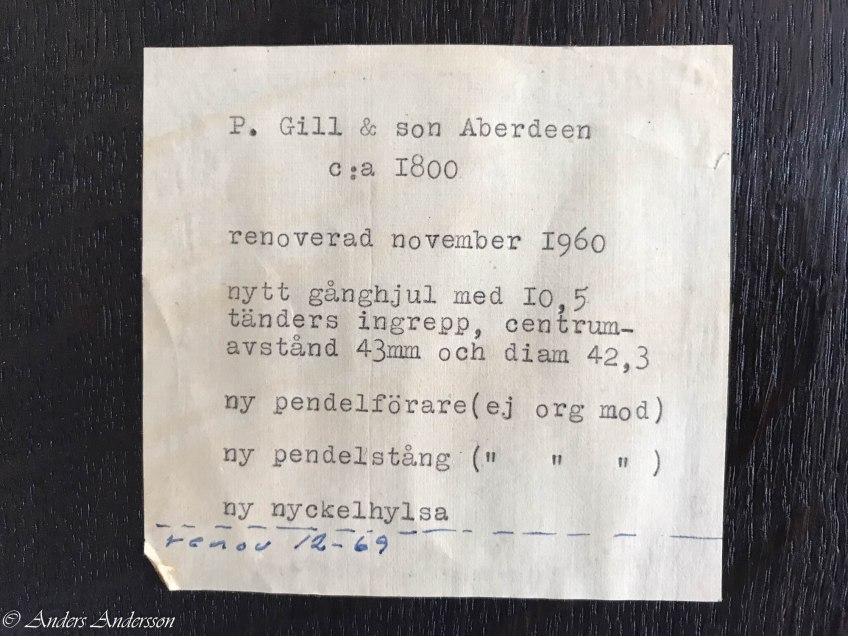 P. Gill & son Aberdeen
c:a I800
renoverad november I960
nytt gånghjul med I0,5
tänders ingrepp, centrum-
avstånd 43mm och diam 42,3
ny pendelförare(ej org mod)
ny pendelstång (" " " )
ny nyckelhylsa
renov 12-69
© Anders Andersson